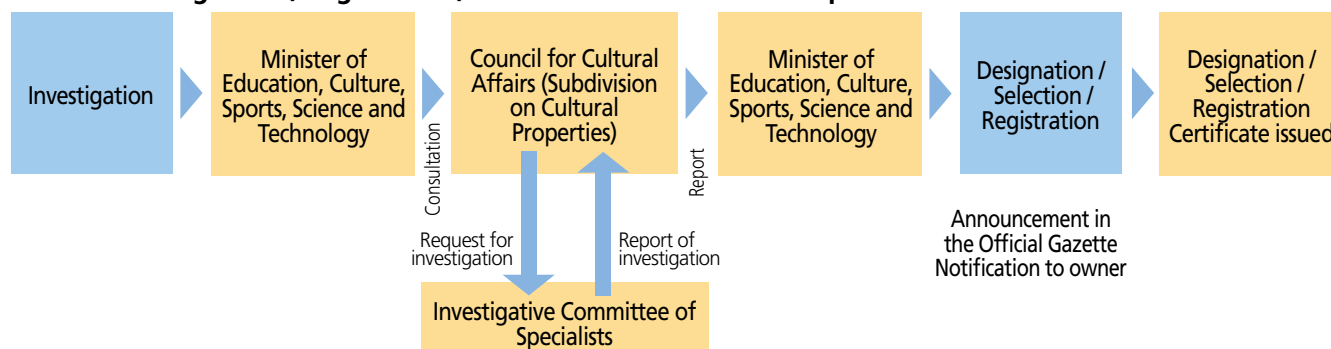 Investigation
Minister of
Education, Culture,
Sports, Science and
Technology
Consultation
Council for Cultural
Affairs (Subdivision
on Cultural
Properties)
Request for
investigation
Report of
investigation
Investigative Committee of
Specialists
Report
Minister of
Education, Culture,
Sports, Science and
Technology
Designation /
Selection /
Registration
Announcement in
the Official Gazette
Notification to owner
Designation /
Selection /
Registration
Certificate issued